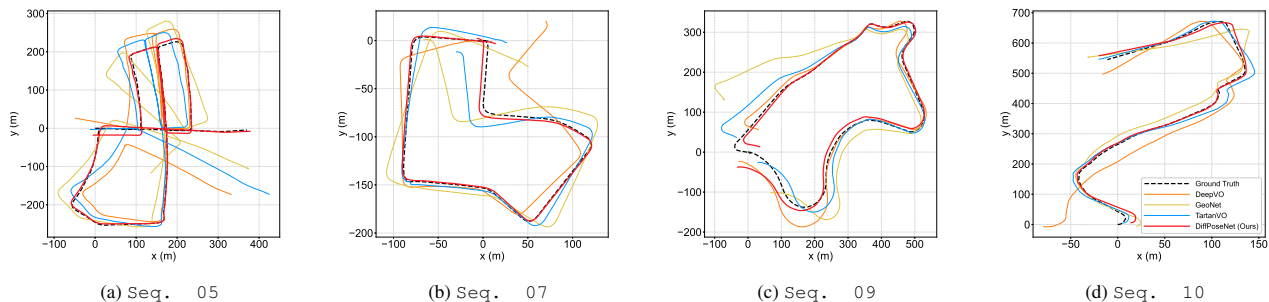 300
200
100
0
−100
−200
y (m)
−100 0 100 200 300 400
x (m)
(a) Seq. 05
0
−50
−100
−150
−200
y (m)
−100 −50 0 50 100
x (m)
(b) Seq. 07
300
200
100
0
−100
−200
y (m)
−100 0 100 200 300 400 500
x (m)
(c) Seq. 09
700
600
500
400
300
200
100
0
y (m)
−50 0 50 100 150
x (m)
Ground Truth
DeepVO
GeoNet
TartanVO
DiffPoseNet (Ours)
(d) Seq. 10